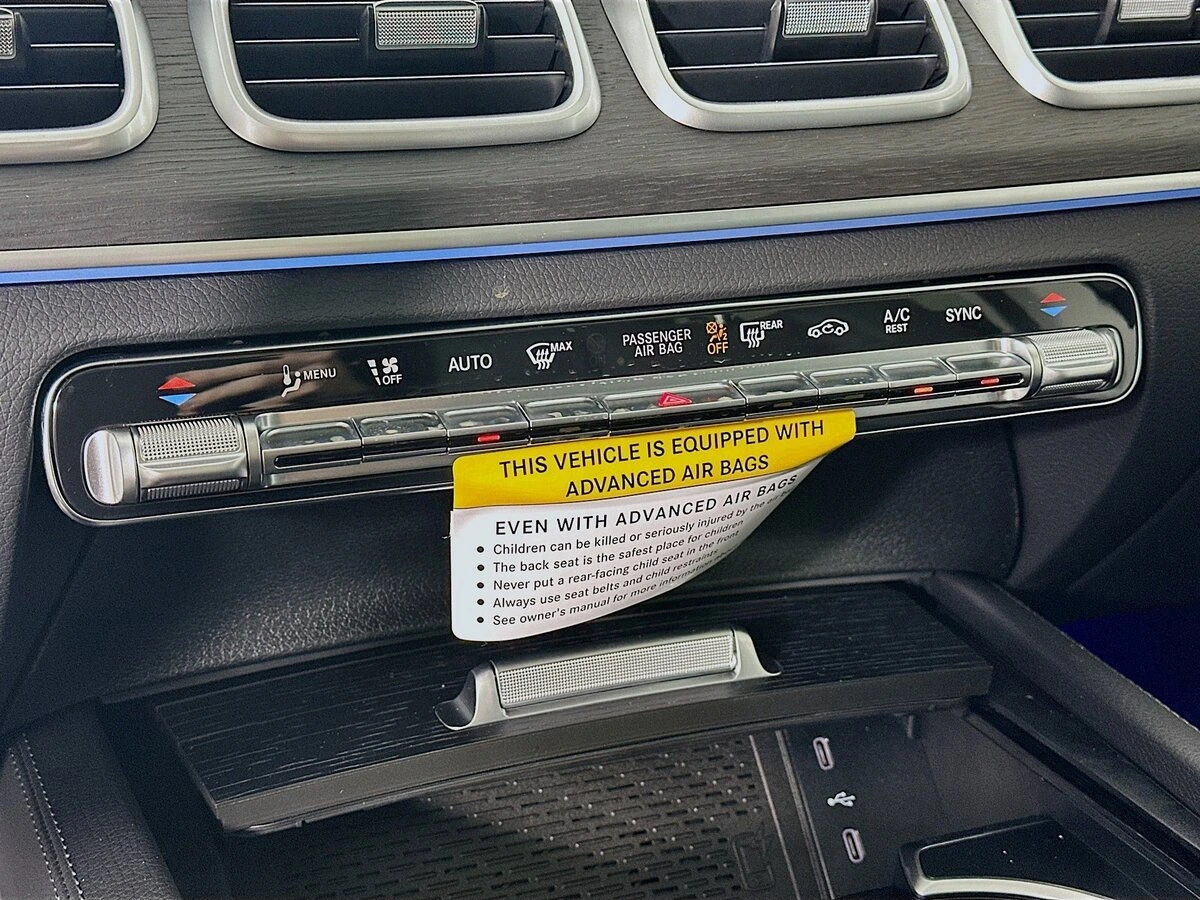 MENU
OFF
AUTO
MAX
PASSENGER
AIR BAG
2
OFF
REAR
A/C
REST
SYNC
THIS VEHICLE IS EQUIPPED WITH
ADVANCED AIR BAGS
EVEN WITH ADVANCED AIR BAGS
• Children can be killed or seriously injured by the air
• The back seat is the safest place for children
• Never put a rear-facing child seat in the front
• Always use seat belts and child restraints
• See owner's manual for more information